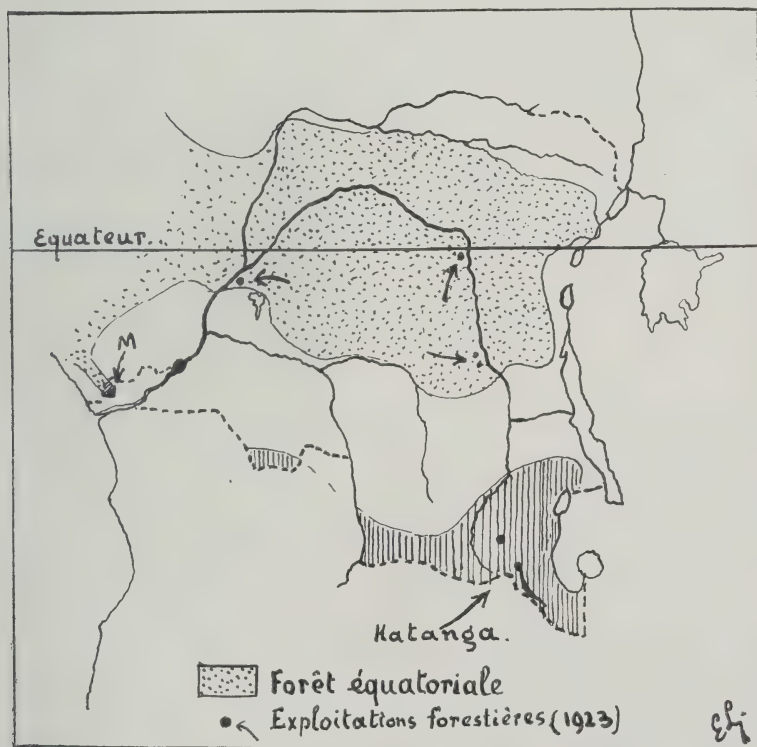 Equateur.
M
Katanga.
Forêt équatoriale
Exploitations forestières (1923)